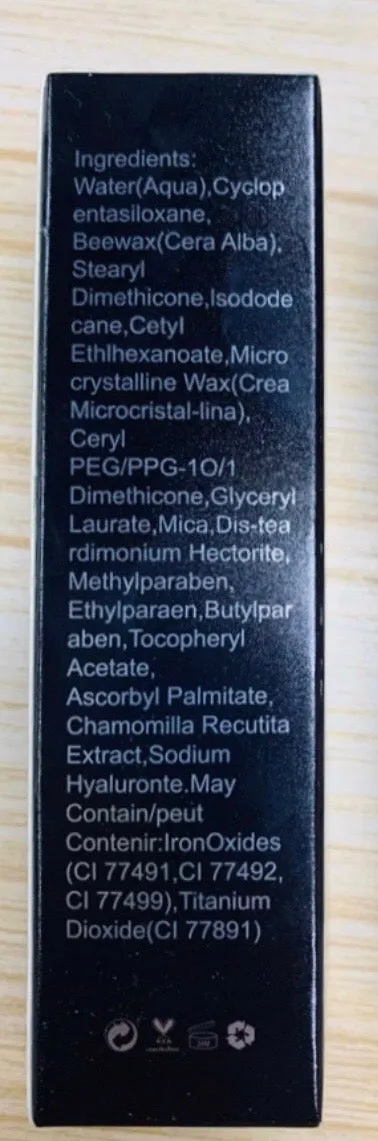 Ingredients:
Water(Aqua),Cyclop
entasiloxane,
Beewax(Cera Alba),
Stearyl
Dimethicone,Isodode
cane,Cetyl
Ethlhexanoate,Micro
crystalline Wax(Crea
Microcristal-lina),
Ceryl
PEG/PPG-1O/1
Dimethicone,Glyceryl
Laurate,Mica,Dis-tea
rdimonium Hectorite,
Methylparaben,
Ethylparaen,Butylpar
aben,Tocopheryl
Acetate,
Ascorbyl Palmitate,
Chamomilla Recutita
Extract,Sodium
Hyaluronte.May
Contain/peut
Contenir:IronOxides
(CI 77491,CI 77492,
CI 77499),Titanium
Dioxide(CI 77891)